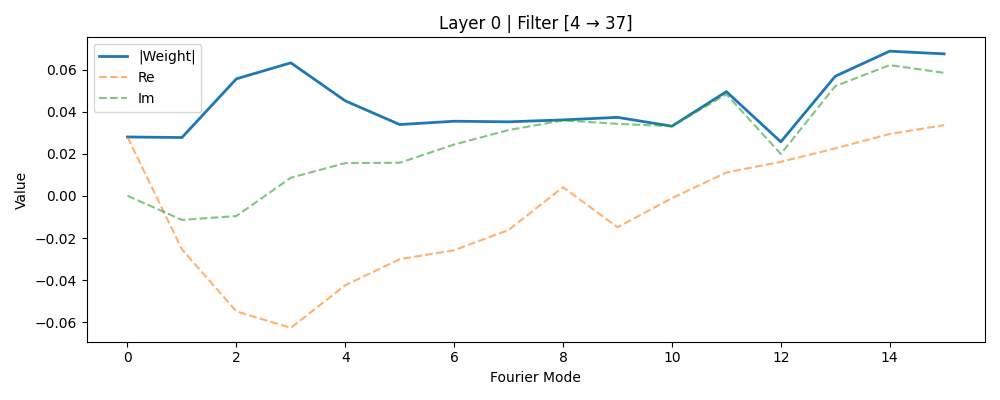 Layer 0 | Filter [4 → 37]
|Weight|
Re
Im
0.06
0.04
0.02
0.00
−0.02
−0.04
−0.06
Value
0 2 4 6 8 10 12 14
Fourier Mode